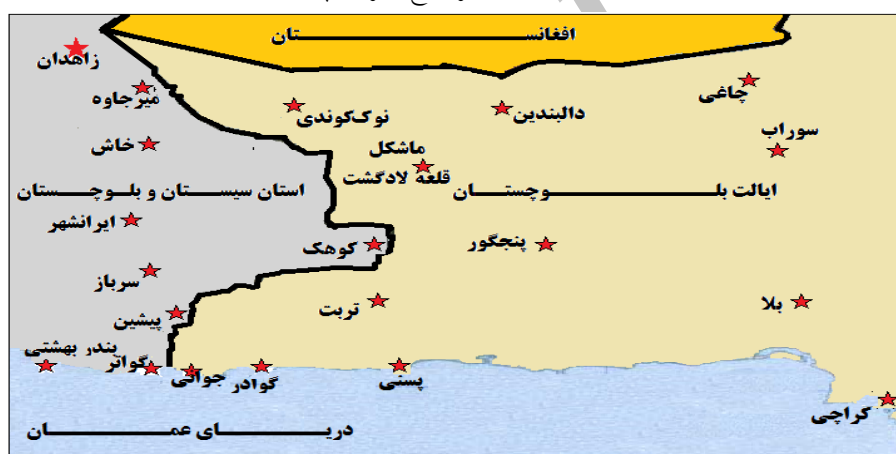 افغانستان
زاهدان
میرجاوه
چاغی
نوک‌کوندی
دالبندین
خاش
سوراب
ماشکل
قلعه لادگشت
استان سیستان و بلوچستان
ایالت بلوچستان
ایرانشهر
کوهک
پنجگور
سرباز
تربت
بلا
پیشین
بندر بهشتی
گواتر
جوانی
گوادر
پسنی
کراچی
دریای عمان